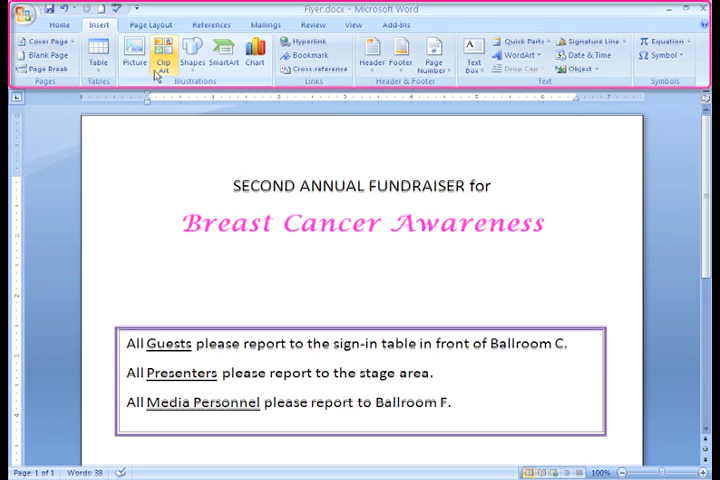 Flyer.docx - Microsoft Word
Home Insert Page Layout References Mailings Review View Add-Ins
Cover Page
Blank Page
Page Break
Pages
Table
Tables
Picture
Clip Art
Shapes
SmartArt
Chart
Illustrations
Hyperlink
Bookmark
Cross-reference
Links
Header
Footer
Page Number
Header & Footer
Text Box
Quick Parts
WordArt
Drop Cap
Signature Line
Date & Time
Object
Text
Equation
Symbol
Symbols
SECOND ANNUAL FUNDRAISER for
Breast Cancer Awareness
All Guests please report to the sign-in table in front of Ballroom C.
All Presenters please report to the stage area.
All Media Personnel please report to Ballroom F.
Page: 1 of 1 Words: 38 100%